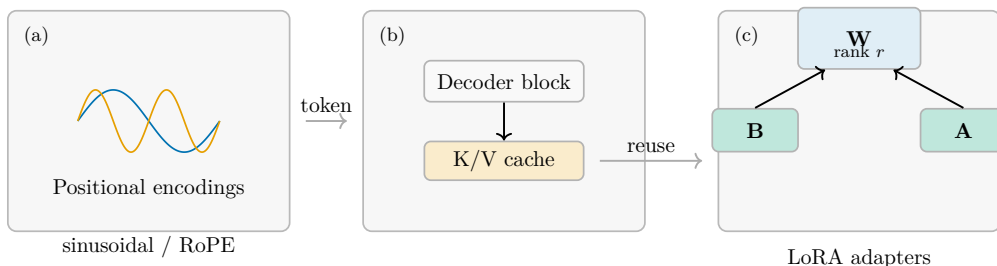 (a)
Positional encodings
sinusoidal / RoPE
token
(b)
Decoder block
K/V cache
reuse
(c)
W
rank r
B
A
LoRA adapters